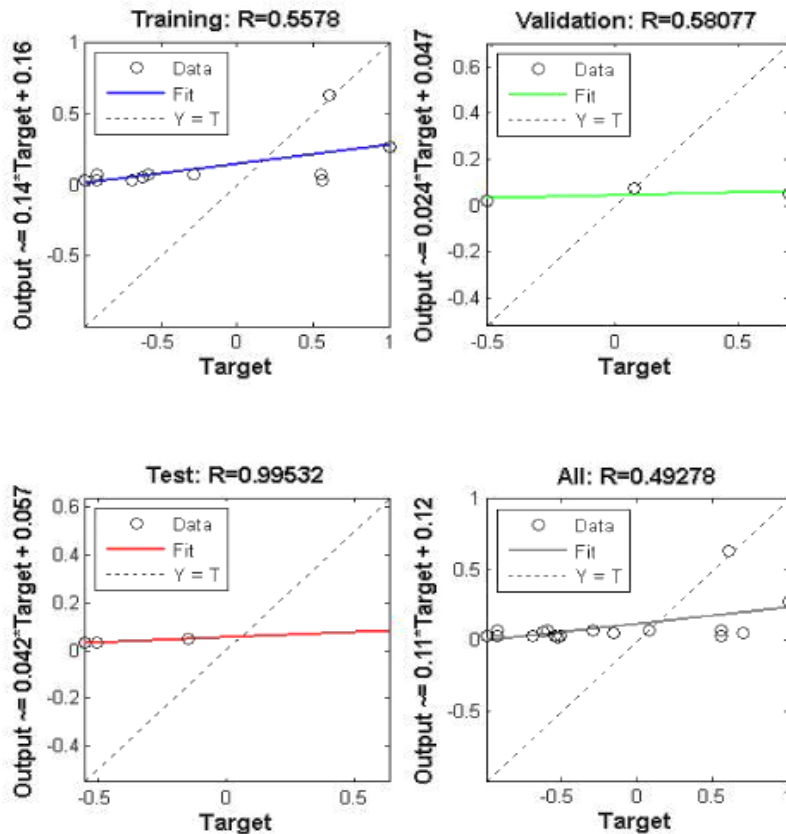 Training: R=0.5578
Output ~= 0.14*Target + 0.16
1
0.5
0
-0.5
Data
Fit
Y = T
-0.5
0
0.5
1
Target
Validation: R=0.58077
Output ~= 0.024*Target + 0.047
0.6
0.4
0.2
0
-0.2
-0.4
Data
Fit
Y = T
-0.5
0
0.5
Target
Test: R=0.99532
Output ~= 0.042*Target + 0.057
0.6
0.4
0.2
0
-0.2
-0.4
Data
Fit
Y = T
-0.5
0
0.5
Target
All: R=0.49278
Output ~= 0.11*Target + 0.12
1
0.5
0
-0.5
Data
Fit
Y = T
-0.5
0
0.5
Target